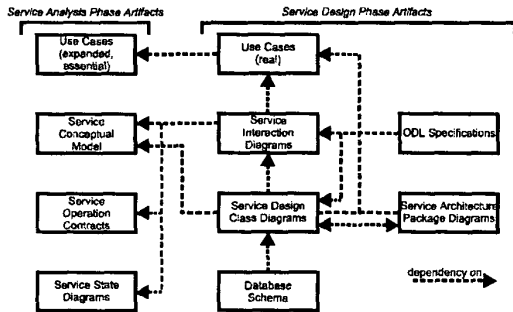 Service Analysis Phase Artifacts
Service Design Phase Artifacts
Use Cases
(expanded,
essential)
Use Cases
(real)
Service
Conceptual
Model
Service
Interaction
Diagrams
ODL Specifications
Service
Operation
Contracts
Service Design
Class Diagrams
Service Architecture
Package Diagrams
Service State
Diagrams
Database
Schema
dependency on